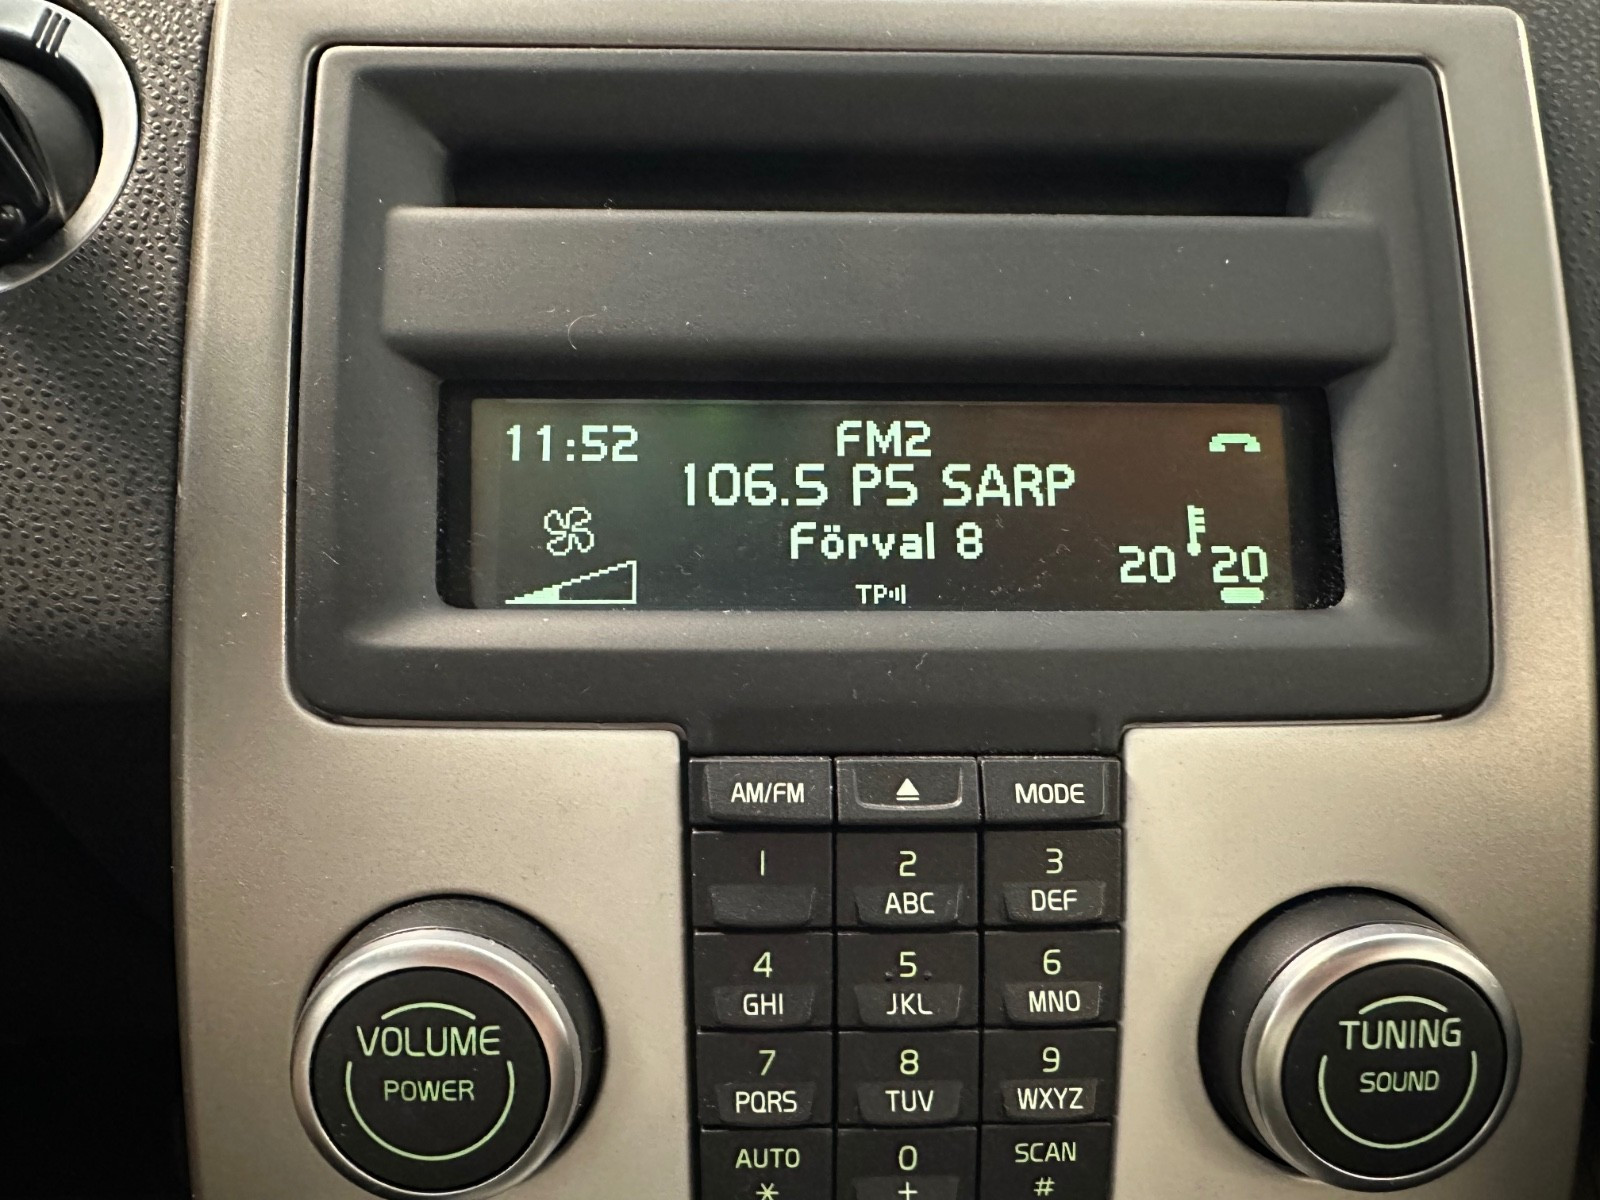 11:52
FM2
106.5 P5 SARP
Förval 8
20 20
TP
AM/FM
MODE
1
2
3
ABC
DEF
4
5
6
GHI
JKL
MNO
7
8
9
PQRS
TUV
WXYZ
AUTO
0
SCAN
*
+
#
VOLUME
POWER
TUNING
SOUND